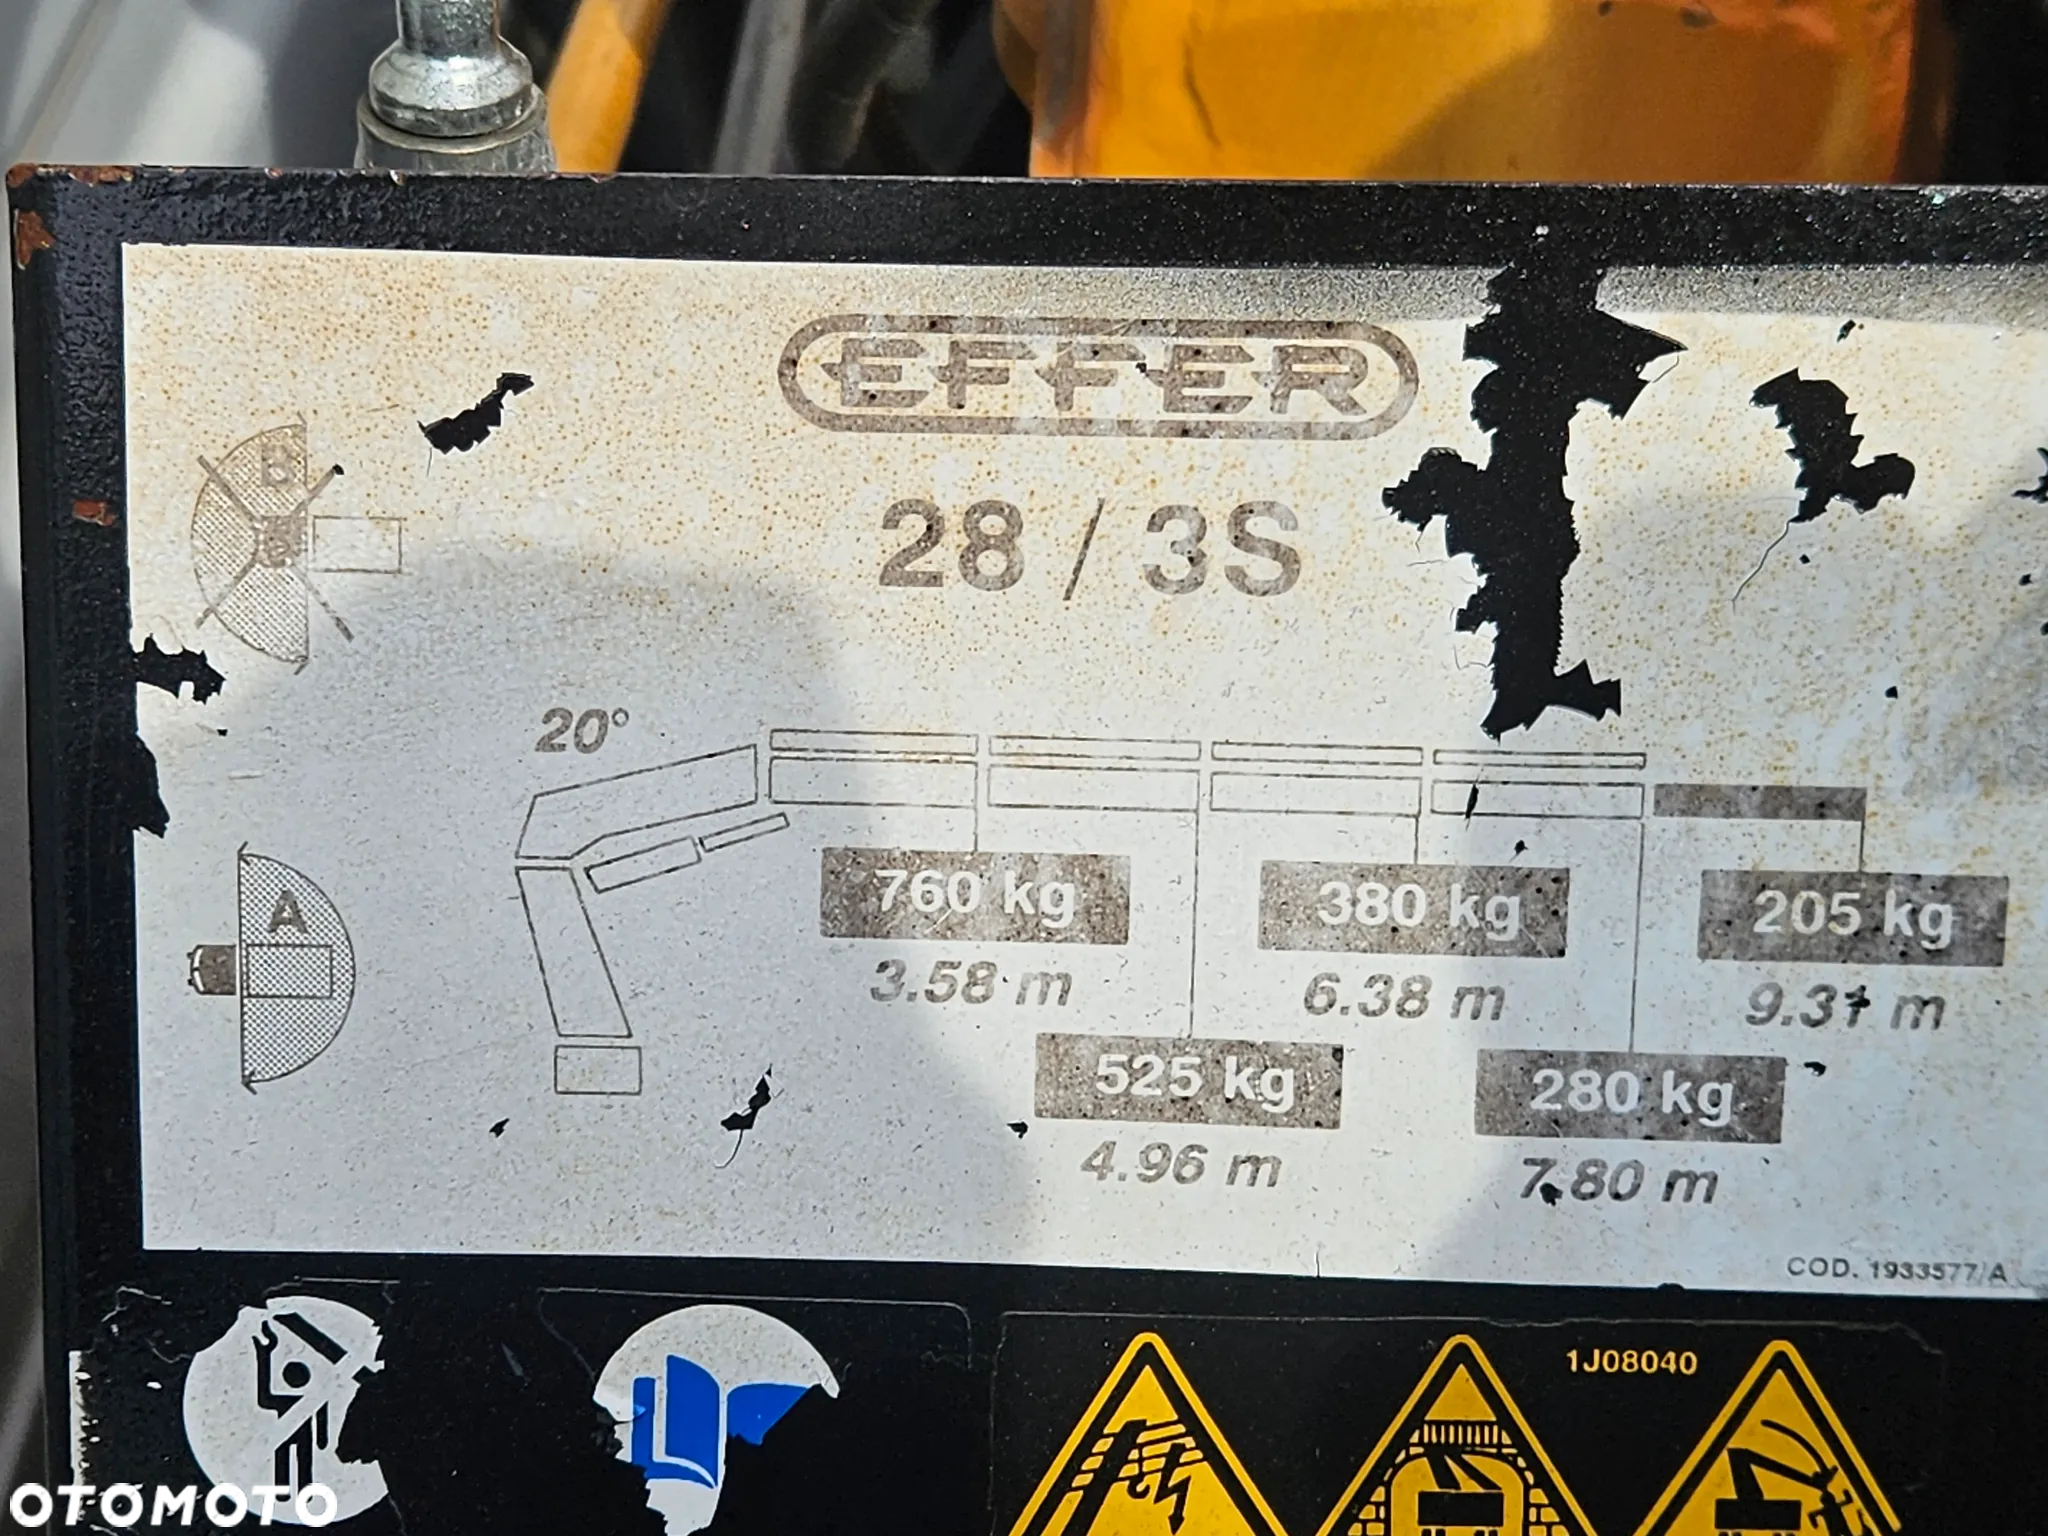 EFFER
28 / 3S
B
20°
A
760 kg
380 kg
205 kg
3.58 m
6.38 m
9.31 m
525 kg
280 kg
4.96 m
7.80 m
COD. 1933577/A
1J08040
OTOMOTO